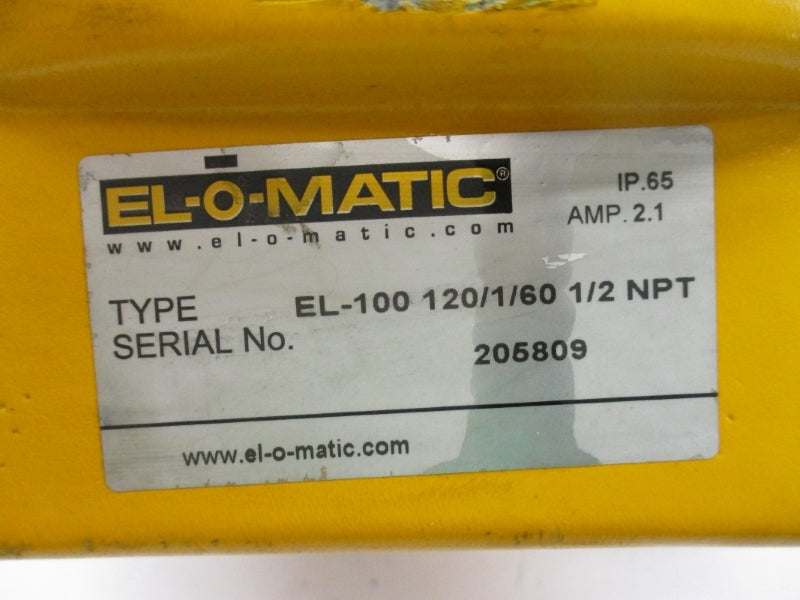 EL-O-MATIC®
www.el-o-matic.com
IP.65
AMP. 2.1
TYPE EL-100 120/1/60 1/2 NPT
SERIAL No. 205809
www.el-o-matic.com